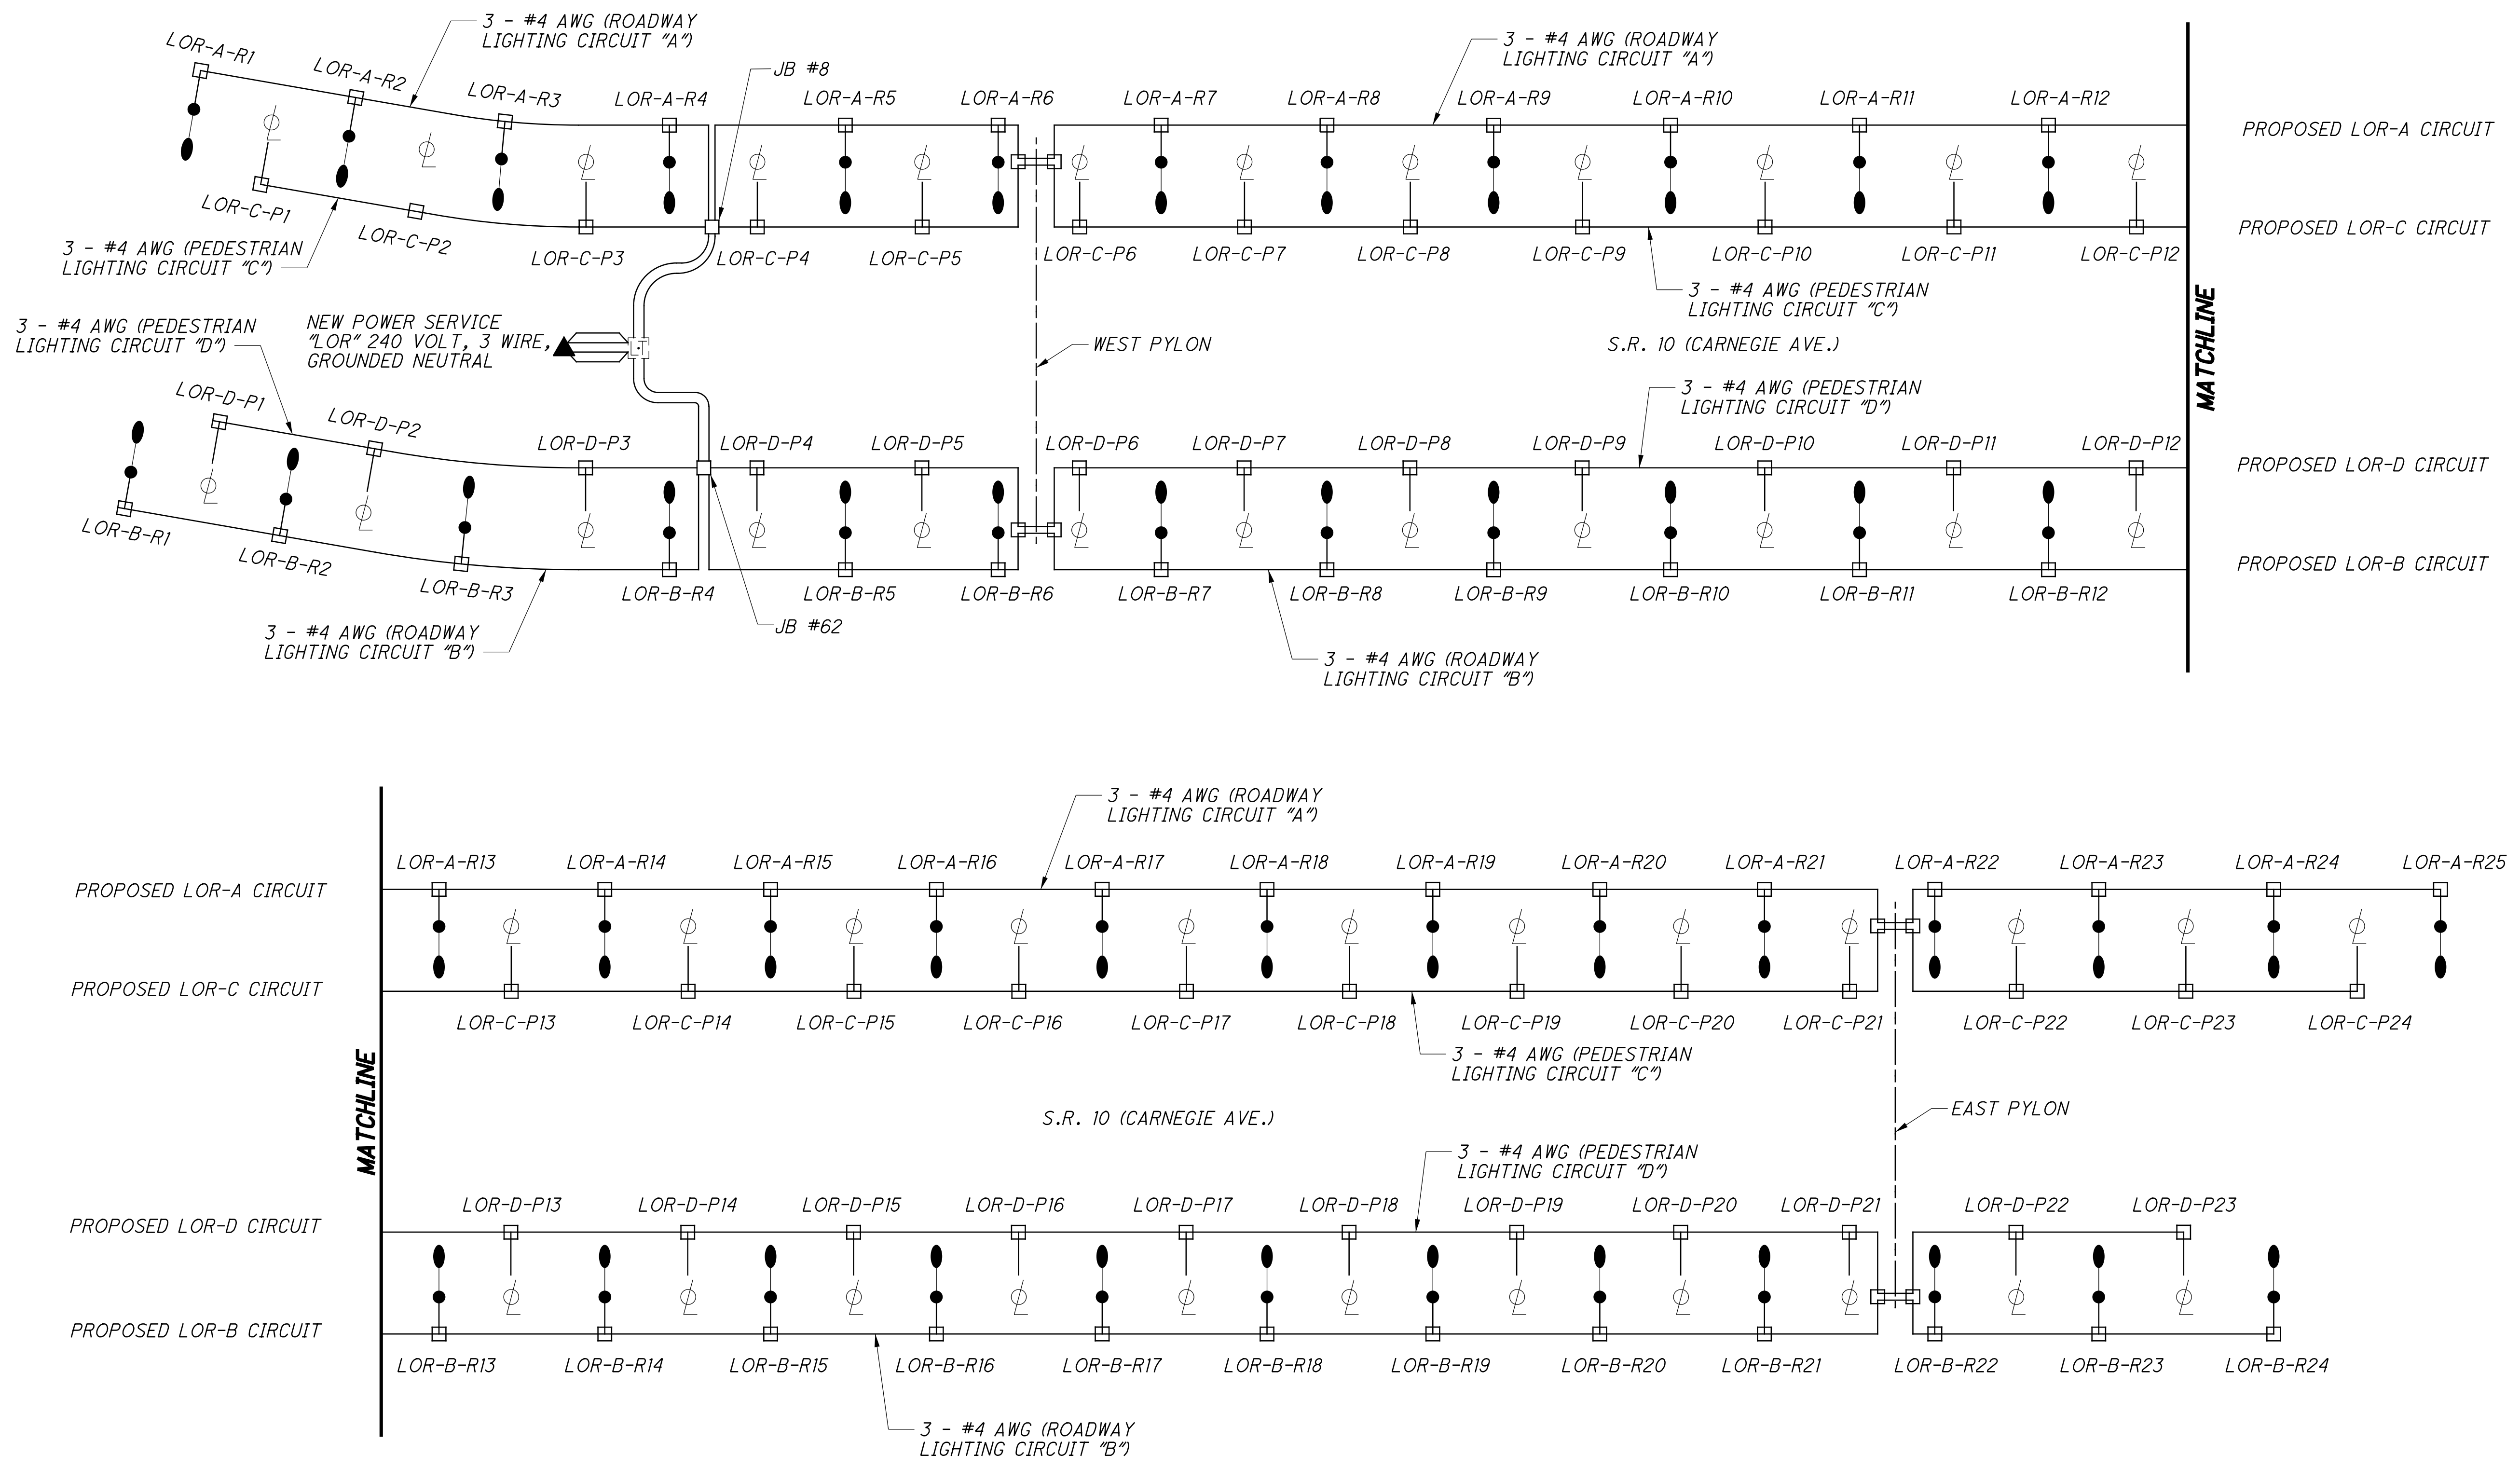 3 - #4 AWG (ROADWAY
LIGHTING CIRCUIT "A")
3 - #4 AWG (ROADWAY
LIGHTING CIRCUIT "A")
JB #8
LOR-A-R1
LOR-A-R2
LOR-A-R3
LOR-A-R4
LOR-A-R5
LOR-A-R6
LOR-A-R7
LOR-A-R8
LOR-A-R9
LOR-A-R10
LOR-A-R11
LOR-A-R12
PROPOSED LOR-A CIRCUIT
LOR-C-P1
LOR-C-P2
LOR-C-P3
LOR-C-P4
LOR-C-P5
LOR-C-P6
LOR-C-P7
LOR-C-P8
LOR-C-P9
LOR-C-P10
LOR-C-P11
LOR-C-P12
PROPOSED LOR-C CIRCUIT
3 - #4 AWG (PEDESTRIAN
LIGHTING CIRCUIT "C")
3 - #4 AWG (PEDESTRIAN
LIGHTING CIRCUIT "C")
3 - #4 AWG (PEDESTRIAN
LIGHTING CIRCUIT "D")
NEW POWER SERVICE
"LOR" 240 VOLT, 3 WIRE,
GROUNDED NEUTRAL
WEST PYLON
S.R. 10 (CARNEGIE AVE.)
MATCHLINE
3 - #4 AWG (PEDESTRIAN
LIGHTING CIRCUIT "D")
LOR-D-P1
LOR-D-P2
LOR-D-P3
LOR-D-P4
LOR-D-P5
LOR-D-P6
LOR-D-P7
LOR-D-P8
LOR-D-P9
LOR-D-P10
LOR-D-P11
LOR-D-P12
PROPOSED LOR-D CIRCUIT
LOR-B-R1
LOR-B-R2
LOR-B-R3
LOR-B-R4
LOR-B-R5
LOR-B-R6
LOR-B-R7
LOR-B-R8
LOR-B-R9
LOR-B-R10
LOR-B-R11
LOR-B-R12
PROPOSED LOR-B CIRCUIT
JB #62
3 - #4 AWG (ROADWAY
LIGHTING CIRCUIT "B")
3 - #4 AWG (ROADWAY
LIGHTING CIRCUIT "B")
3 - #4 AWG (ROADWAY
LIGHTING CIRCUIT "A")
PROPOSED LOR-A CIRCUIT
LOR-A-R13
LOR-A-R14
LOR-A-R15
LOR-A-R16
LOR-A-R17
LOR-A-R18
LOR-A-R19
LOR-A-R20
LOR-A-R21
LOR-A-R22
LOR-A-R23
LOR-A-R24
LOR-A-R25
PROPOSED LOR-C CIRCUIT
LOR-C-P13
LOR-C-P14
LOR-C-P15
LOR-C-P16
LOR-C-P17
LOR-C-P18
LOR-C-P19
LOR-C-P20
LOR-C-P21
LOR-C-P22
LOR-C-P23
LOR-C-P24
3 - #4 AWG (PEDESTRIAN
LIGHTING CIRCUIT "C")
MATCHLINE
S.R. 10 (CARNEGIE AVE.)
EAST PYLON
3 - #4 AWG (PEDESTRIAN
LIGHTING CIRCUIT "D")
PROPOSED LOR-D CIRCUIT
LOR-D-P13
LOR-D-P14
LOR-D-P15
LOR-D-P16
LOR-D-P17
LOR-D-P18
LOR-D-P19
LOR-D-P20
LOR-D-P21
LOR-D-P22
LOR-D-P23
PROPOSED LOR-B CIRCUIT
LOR-B-R13
LOR-B-R14
LOR-B-R15
LOR-B-R16
LOR-B-R17
LOR-B-R18
LOR-B-R19
LOR-B-R20
LOR-B-R21
LOR-B-R22
LOR-B-R23
LOR-B-R24
3 - #4 AWG (ROADWAY
LIGHTING CIRCUIT "B")